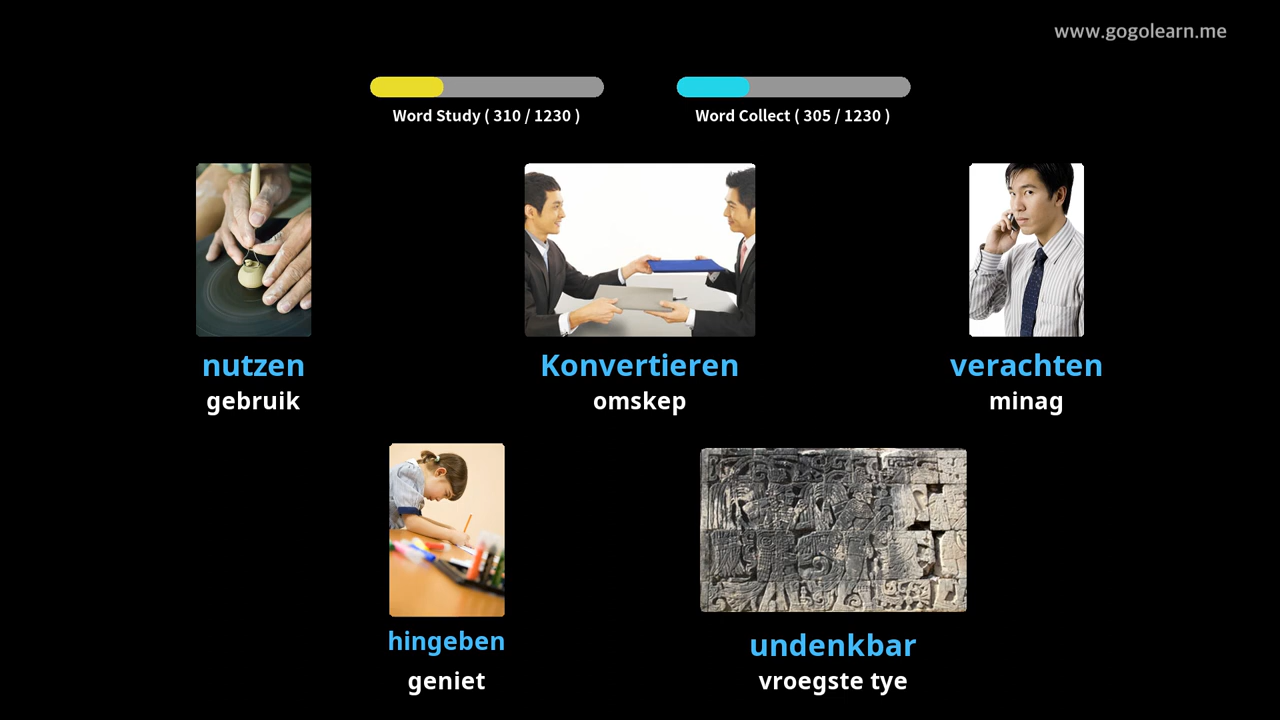 www.gogolearn.me
Word Study ( 310 / 1230 )
Word Collect ( 305 / 1230 )
nutzen
gebruik
Konvertieren
omskep
verachten
minag
hingeben
geniet
undenkbar
vroegste tye